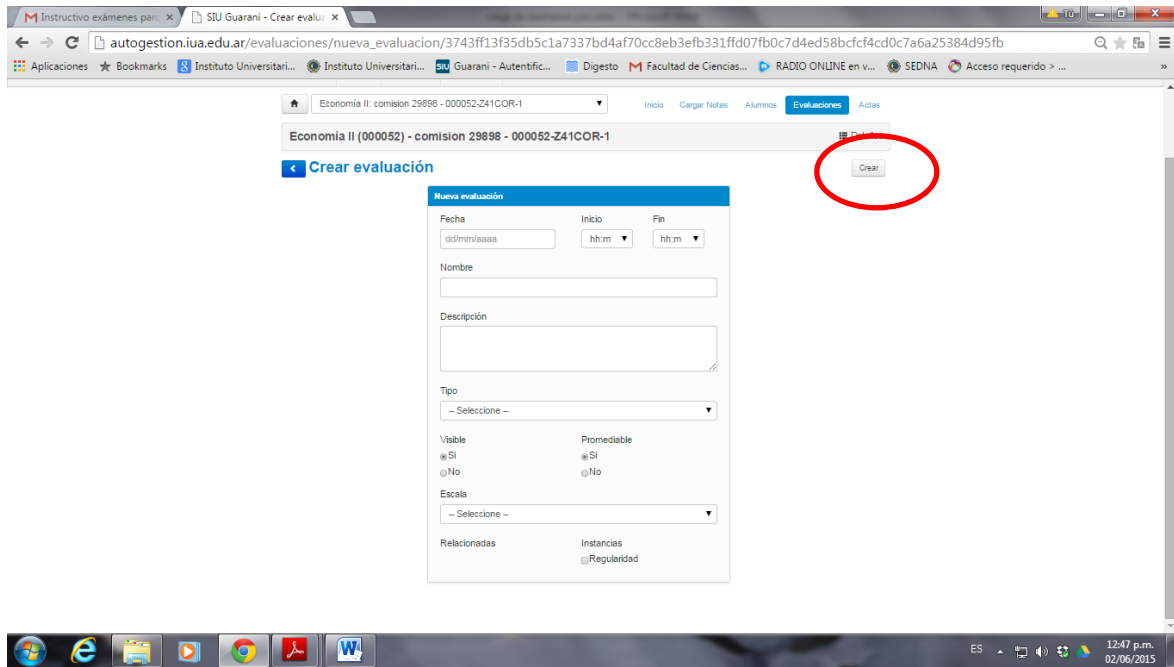 Instructivo exámenes parc
SIU Guaraní - Crear evalua
Tú
autogestion.iua.edu.ar/evaluaciones/nueva_evaluacion/3743ff13f35db5c1a7337bd4af70cc8eb3efb331ffd07fb0c7d4ed58bcfcf4cd0c7a6a25384d95fb
Aplicaciones Bookmarks Instituto Universitari... Instituto Universitari... SIU Guarani - Autentific... Digesto Facultad de Ciencias... RADIO ONLINE en v... SEDNA Acceso requerido > ... »
Economía II: comision 29898 - 000052-Z41COR-1
Inicio Cargar Notas Alumnos Evaluaciones Actas
Economía II (000052) - comision 29898 - 000052-Z41COR-1
Crear evaluación
Crear
Nueva evaluación
Fecha Inicio Fin
dd/mm/aaaa hh:m hh:m
Nombre
Descripción
Tipo
-- Seleccione --
Visible Promediable
Si Si
No No
Escala
-- Seleccione --
Relacionadas Instancias
Regularidad
ES
12:47 p.m.
02/06/2015